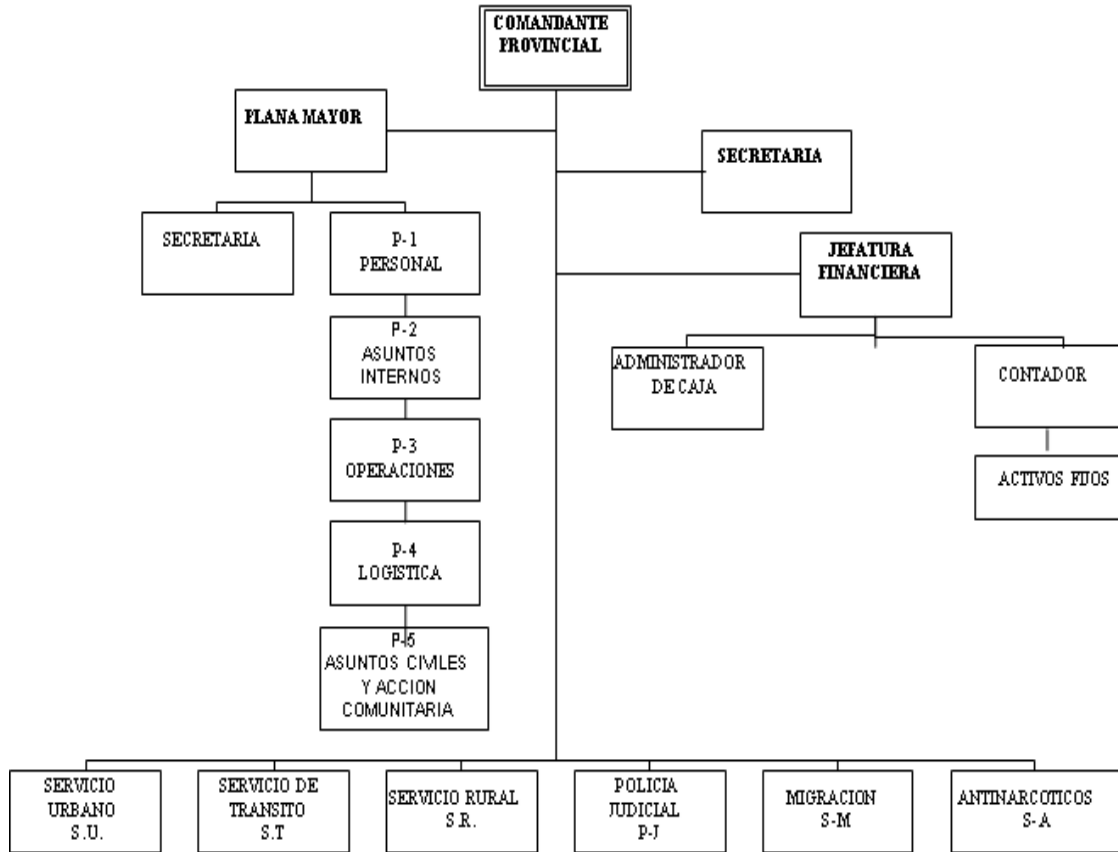 COMANDANTE
PROVINCIAL
PLANA MAYOR
SECRETARIA
SECRETARIA
P-1
PERSONAL
JEFATURA
FINANCIERA
P-2
ASUNTOS
INTERNOS
ADMINISTRADOR
DE CAJA
CONTADOR
P-3
OPERACIONES
ACTIVOS FIJOS
P-4
LOGISTICA
P-5
ASUNTOS CIVILES
Y ACCION
COMUNITARIA
SERVICIO
URBANO
S.U.
SERVICIO DE
TRANSITO
S.T
SERVICIO RURAL
S.R.
POLICIA
JUDICIAL
P-J
MIGRACION
S-M
ANTINARCOTICOS
S-A